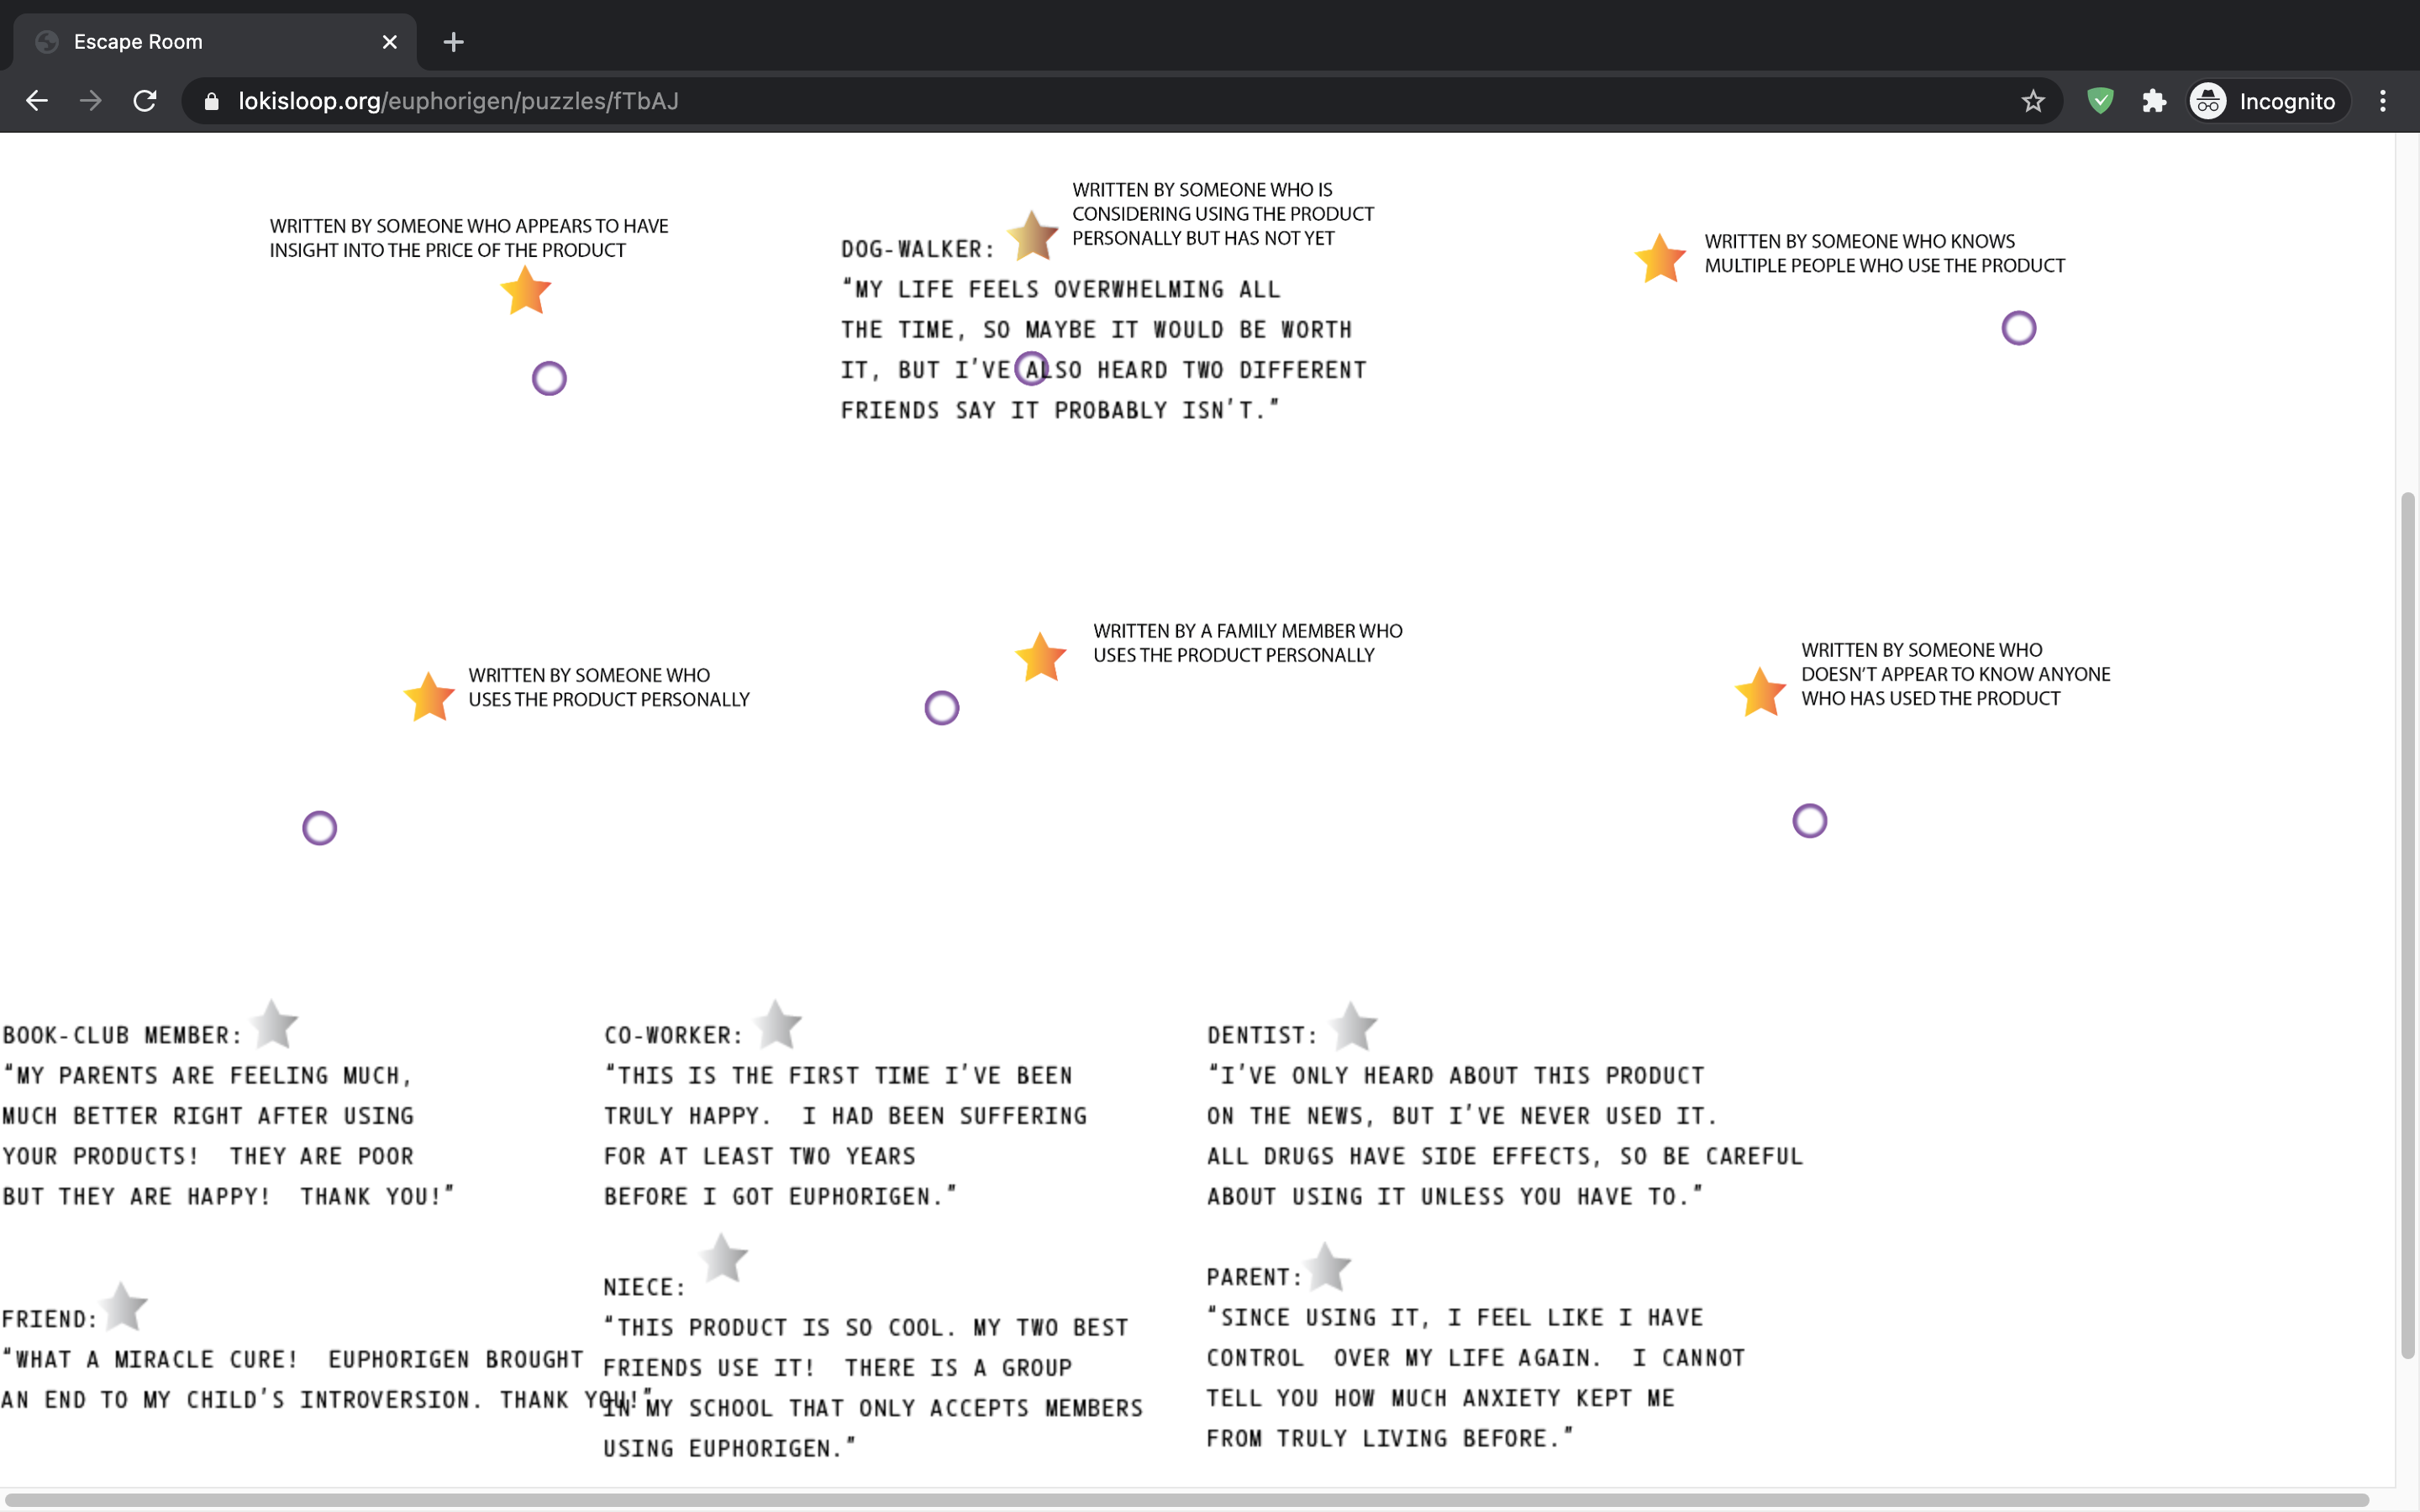 Escape Room
lokisloop.org/euphorigen/puzzles/fTbAJ
Incognito
WRITTEN BY SOMEONE WHO APPEARS TO HAVE
INSIGHT INTO THE PRICE OF THE PRODUCT
WRITTEN BY SOMEONE WHO IS
CONSIDERING USING THE PRODUCT
PERSONALLY BUT HAS NOT YET
DOG-WALKER:
“MY LIFE FEELS OVERWHELMING ALL
THE TIME, SO MAYBE IT WOULD BE WORTH
IT, BUT I'VE ALSO HEARD TWO DIFFERENT
FRIENDS SAY IT PROBABLY ISN'T.”
WRITTEN BY SOMEONE WHO KNOWS
MULTIPLE PEOPLE WHO USE THE PRODUCT
WRITTEN BY SOMEONE WHO
USES THE PRODUCT PERSONALLY
WRITTEN BY A FAMILY MEMBER WHO
USES THE PRODUCT PERSONALLY
WRITTEN BY SOMEONE WHO
DOESN'T APPEAR TO KNOW ANYONE
WHO HAS USED THE PRODUCT
BOOK-CLUB MEMBER:
“MY PARENTS ARE FEELING MUCH,
MUCH BETTER RIGHT AFTER USING
YOUR PRODUCTS! THEY ARE POOR
BUT THEY ARE HAPPY! THANK YOU!”
CO-WORKER:
“THIS IS THE FIRST TIME I'VE BEEN
TRULY HAPPY. I HAD BEEN SUFFERING
FOR AT LEAST TWO YEARS
BEFORE I GOT EUPHORIGEN.”
DENTIST:
“I'VE ONLY HEARD ABOUT THIS PRODUCT
ON THE NEWS, BUT I'VE NEVER USED IT.
ALL DRUGS HAVE SIDE EFFECTS, SO BE CAREFUL
ABOUT USING IT UNLESS YOU HAVE TO.”
FRIEND:
“WHAT A MIRACLE CURE! EUPHORIGEN BROUGHT
AN END TO MY CHILD'S INTROVERSION. THANK YOU!”
NIECE:
“THIS PRODUCT IS SO COOL. MY TWO BEST
FRIENDS USE IT! THERE IS A GROUP
IN MY SCHOOL THAT ONLY ACCEPTS MEMBERS
USING EUPHORIGEN.”
PARENT:
“SINCE USING IT, I FEEL LIKE I HAVE
CONTROL OVER MY LIFE AGAIN. I CANNOT
TELL YOU HOW MUCH ANXIETY KEPT ME
FROM TRULY LIVING BEFORE.”